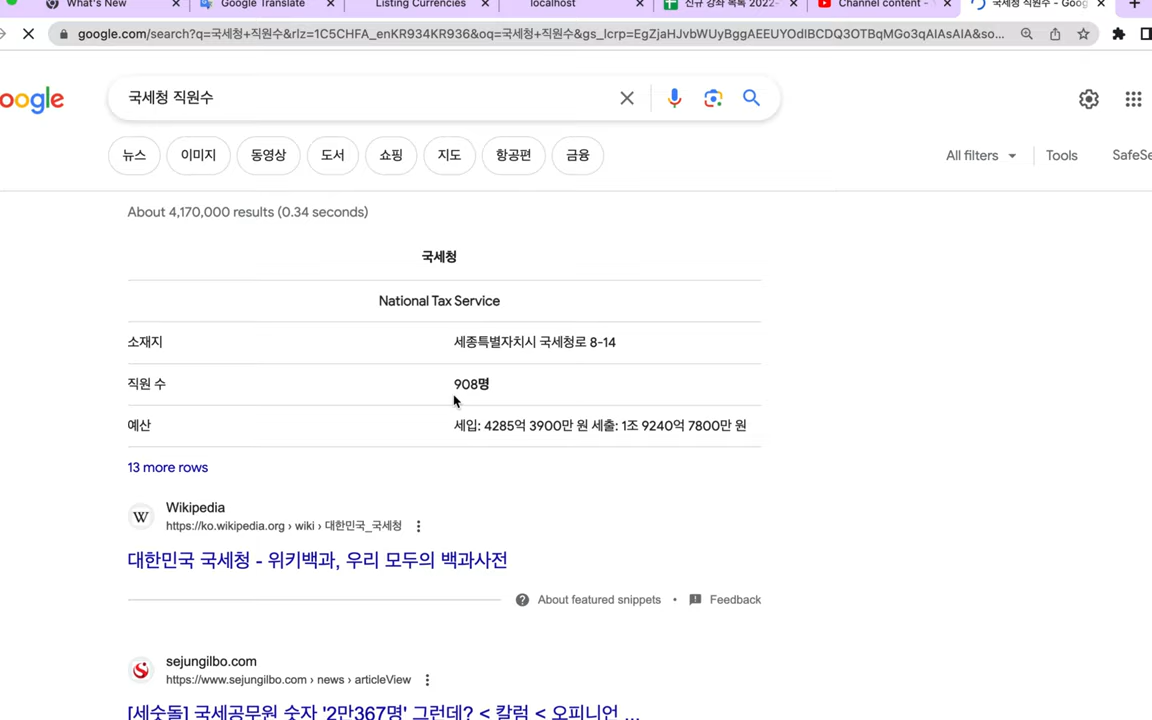 What's New
Google Translate
Listing Currencies
localhost
신규 강좌 목록 2022-
Channel content -
국세청 직원수 - Goog
google.com/search?q=국세청+직원수&rlz=1C5CHFA_enKR934KR936&oq=국세청+직원수&gs_lcrp=EgZjaHJvbWUyBggAEEUYOdIBCDQ3OTBqMGo3qAIAsAIA&so...
oogle
국세청 직원수
뉴스 이미지 동영상 도서 쇼핑 지도 항공편 금융
All filters Tools SafeSe
About 4,170,000 results (0.34 seconds)
국세청
National Tax Service
소재지 세종특별자치시 국세청로 8-14
직원 수 908명
예산 세입: 4285억 3900만 원 세출: 1조 9240억 7800만 원
13 more rows
W Wikipedia
https://ko.wikipedia.org › wiki › 대한민국_국세청
대한민국 국세청 - 위키백과, 우리 모두의 백과사전
About featured snippets • Feedback
sejungilbo.com
https://www.sejungilbo.com › news › articleView
[세숫돌] 국세공무원 숫자 '2만367명' 그런데? < 칼럼 < 오피니언 ...